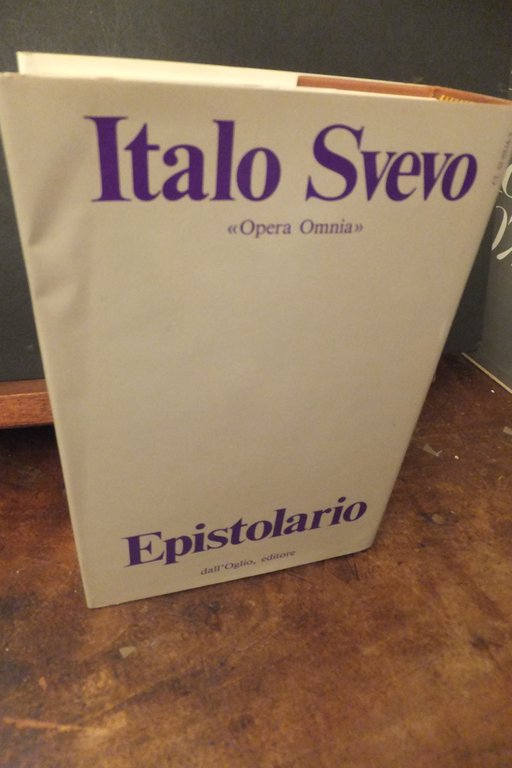 Italo Svevo
«Opera Omnia»
Epistolario
dall'Oglio, editore